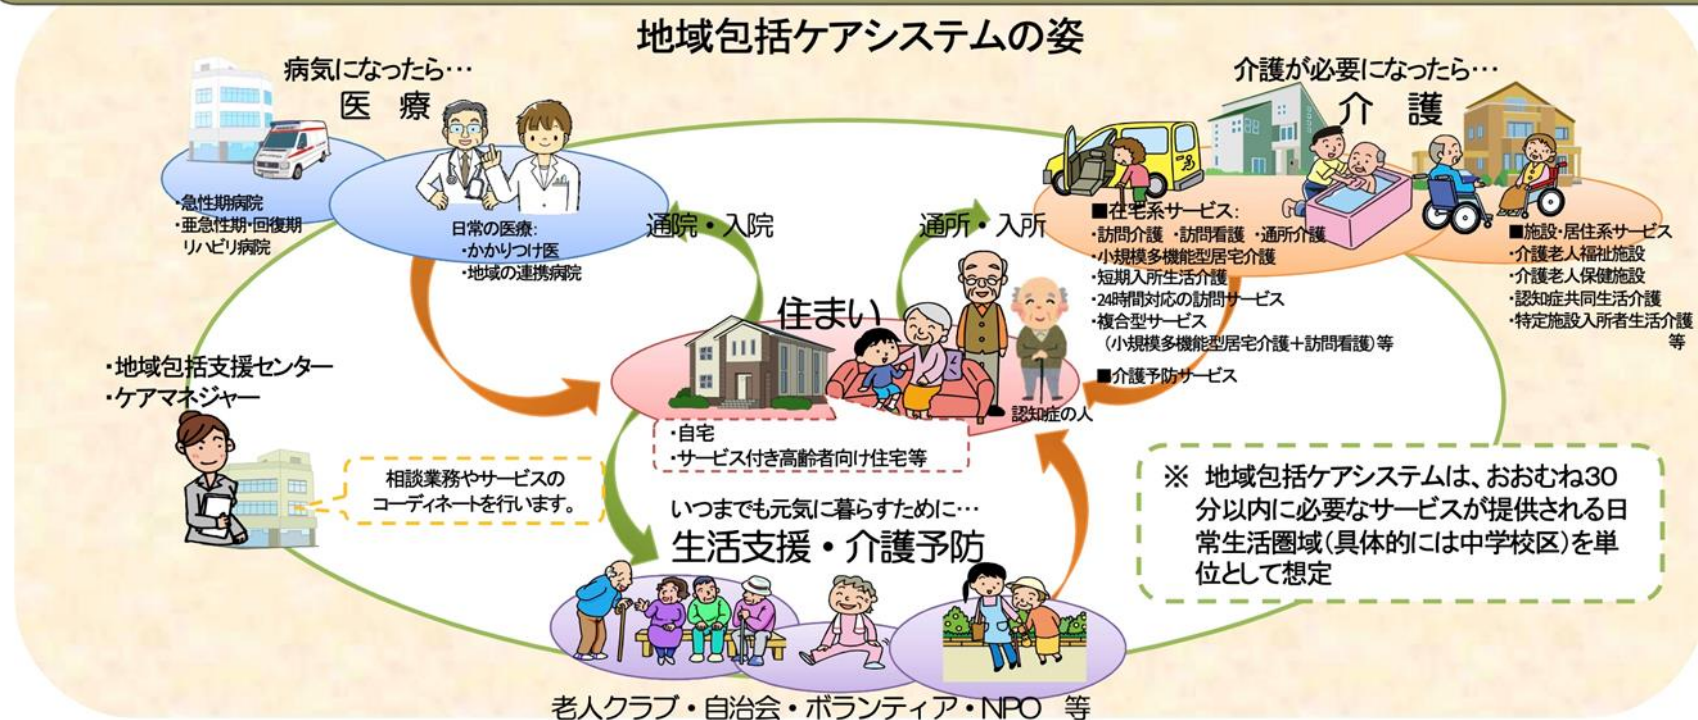 地域包括ケアシステムの姿
病気になったら･･･
医　療
・急性期病院
・亜急性期・回復期
リハビリ病院
日常の医療：
・かかりつけ医
・地域の連携病院
通院・入院
通所・入所
介護が必要になったら･･･
介　護
■在宅系サービス：
・訪問介護　・訪問看護　・通所介護
・小規模多機能型居宅介護
・短期入所生活介護
・24時間対応の訪問サービス
・複合型サービス
（小規模多機能型居宅介護＋訪問看護）等
■介護予防サービス
■施設・居住系サービス
・介護老人福祉施設
・介護老人保健施設
・認知症共同生活介護
・特定施設入所者生活介護
等
住まい
認知症の人
・自宅
・サービス付き高齢者向け住宅等
・地域包括支援センター
・ケアマネジャー
相談業務やサービスの
コーディネートを行います。
いつまでも元気に暮らすために･･･
生活支援・介護予防
老人クラブ・自治会・ボランティア・NPO　等
※　地域包括ケアシステムは、おおむね30
分以内に必要なサービスが提供される日
常生活圏域（具体的には中学校区）を単
位として想定